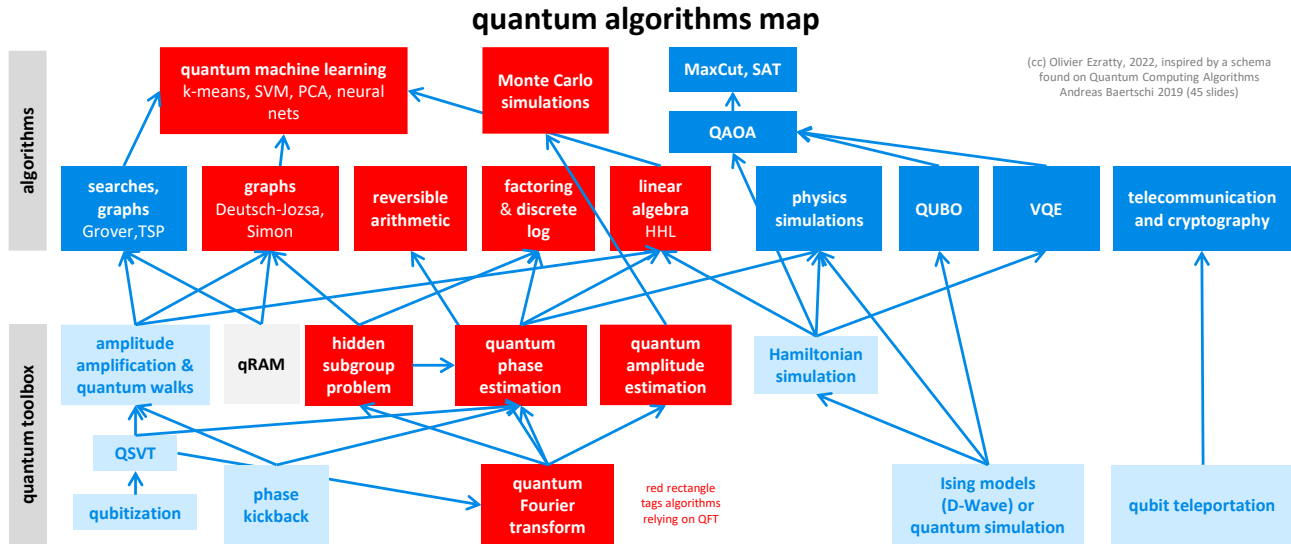 quantum algorithms map
algorithms
quantum machine learning
k-means, SVM, PCA, neural
nets
Monte Carlo
simulations
MaxCut, SAT
QAOA
(cc) Olivier Ezratty, 2022, inspired by a schema
found on Quantum Computing Algorithms
Andreas Baertschi 2019 (45 slides)
searches,
graphs
Grover,TSP
graphs
Deutsch-Jozsa,
Simon
reversible
arithmetic
factoring
& discrete
log
linear
algebra
HHL
physics
simulations
QUBO
VQE
telecommunication
and cryptography
quantum toolbox
amplitude
amplification &
quantum walks
qRAM
hidden
subgroup
problem
quantum
phase
estimation
quantum
amplitude
estimation
Hamiltonian
simulation
QSVT
qubitization
phase
kickback
quantum
Fourier
transform
red rectangle
tags algorithms
relying on QFT
Ising models
(D-Wave) or
quantum simulation
qubit teleportation